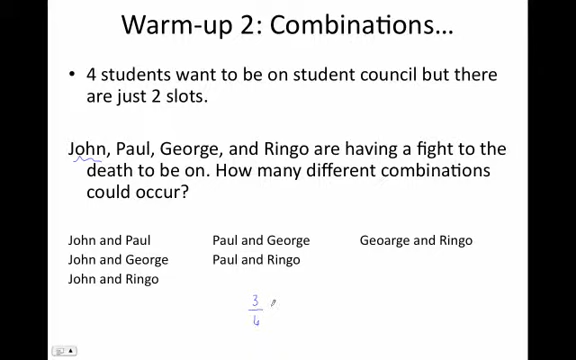 Warm-up 2: Combinations…
• 4 students want to be on student council but there
are just 2 slots.
John, Paul, George, and Ringo are having a fight to the
death to be on. How many different combinations
could occur?
John and Paul Paul and George Geoarge and Ringo
John and George Paul and Ringo
John and Ringo
3
6